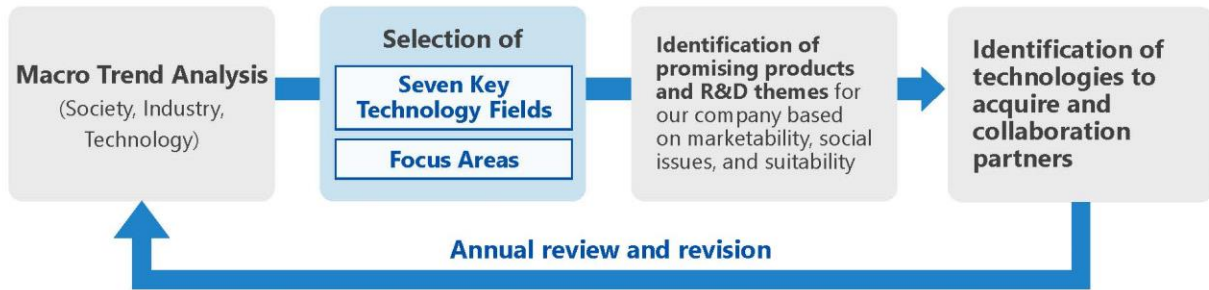 Macro Trend Analysis
(Society, Industry,
Technology)
Selection of
Seven Key
Technology Fields
Focus Areas
Identification of
promising products
and R&D themes for
our company based
on marketability, social
issues, and suitability
Identification of
technologies to
acquire and
collaboration
partners
Annual review and revision